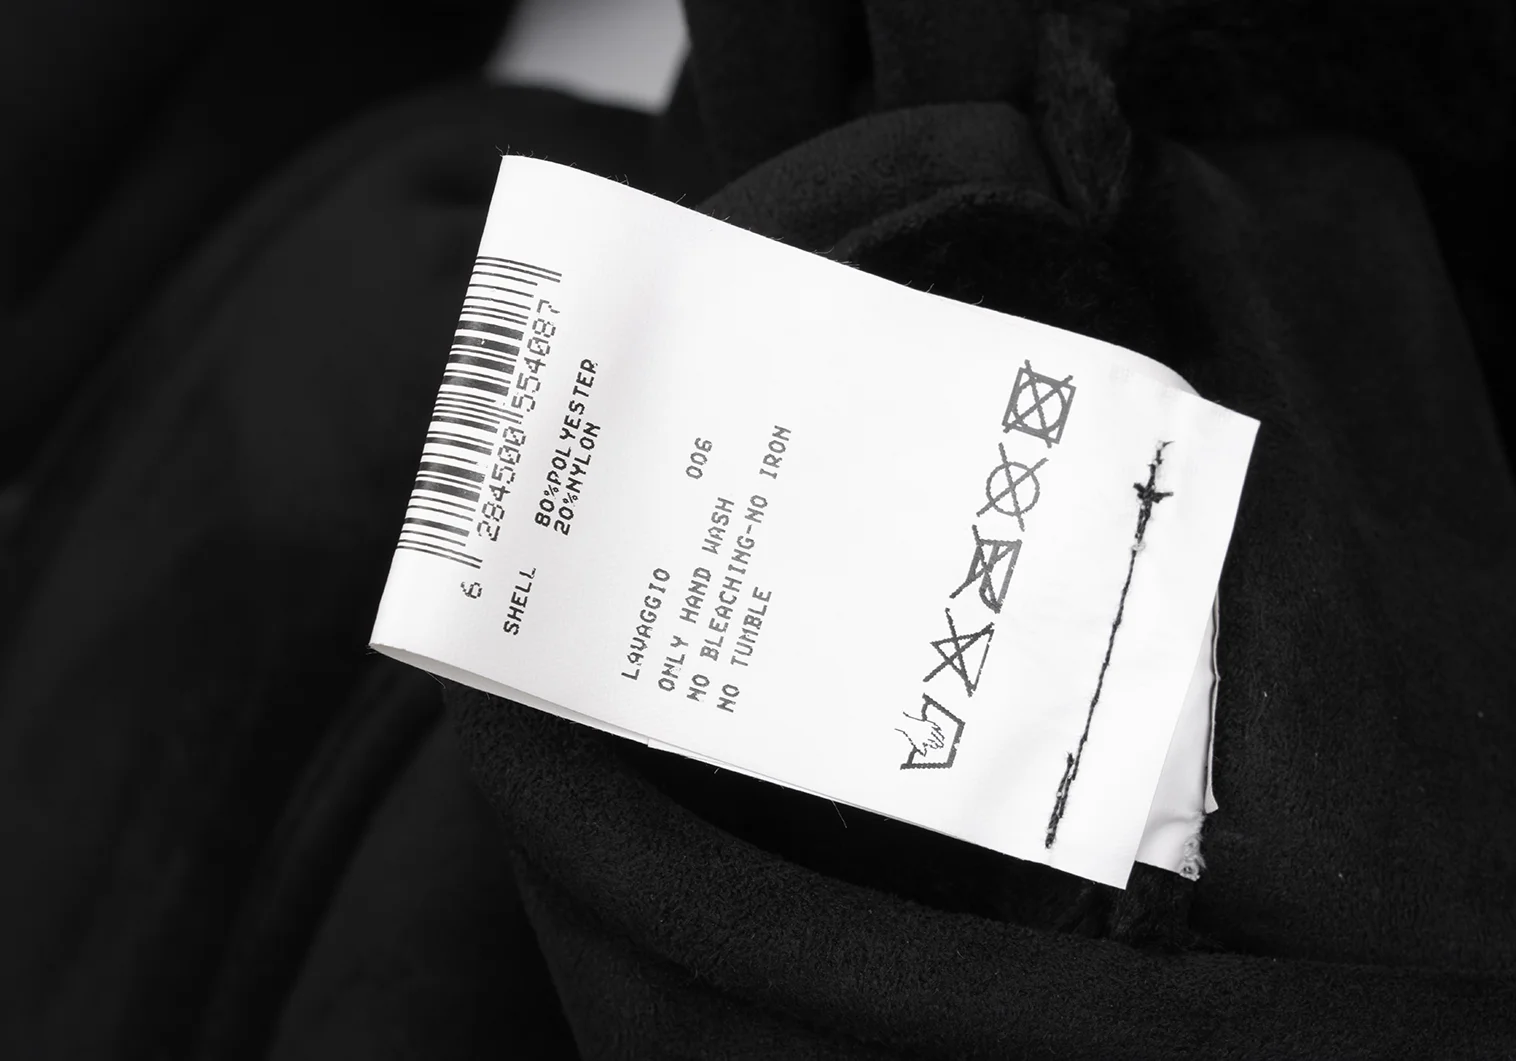 6 284500 554087
SHELL 80%POLYESTER
20%NYLON
LAVAGGIO 006
ONLY HAND WASH
NO BLEACHING-NO IRON
NO TUMBLE